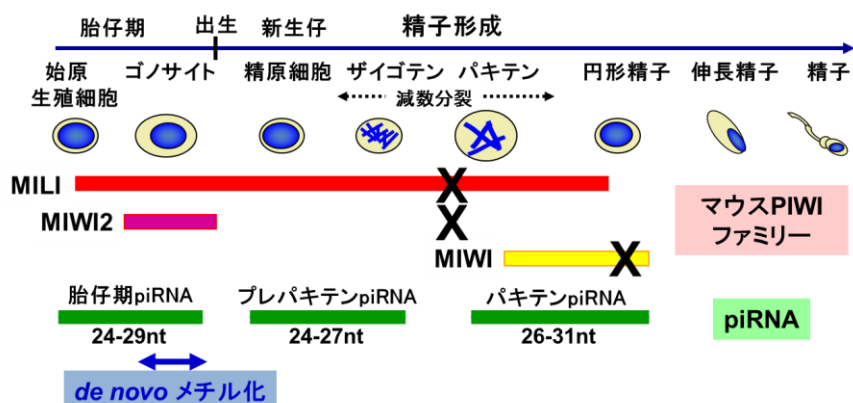 胎仔期
出生
新生仔
精子形成
始原
生殖細胞
ゴノサイト
精原細胞
ザイゴテン
パキテン
円形精子
伸長精子
精子
減数分裂
MILI
X
MIWI2
X
MIWI
X
マウスPIWI
ファミリー
胎仔期piRNA
プレパキテンpiRNA
パキテンpiRNA
24-29nt
24-27nt
26-31nt
piRNA
de novo メチル化